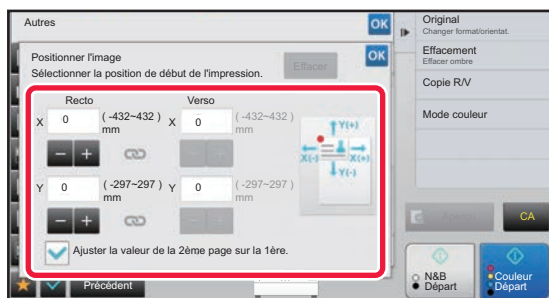 Autres
OK
Positionner l'image
Sélectionner la position de début de l'impression.
Effacer
OK
Recto
Verso
X 0 (-432~432) mm X 0 (-432~432) mm
Y(+)
X(-) X(+)
Y(-)
Y 0 (-297~297) mm Y 0 (-297~297) mm
Ajuster la valeur de la 2ème page sur la 1ère.
Précédent
Original
Changer format/orientat.
Effacement
Effacer ombre
Copie R/V
Mode couleur
CA
N&B
Départ
Couleur
Départ